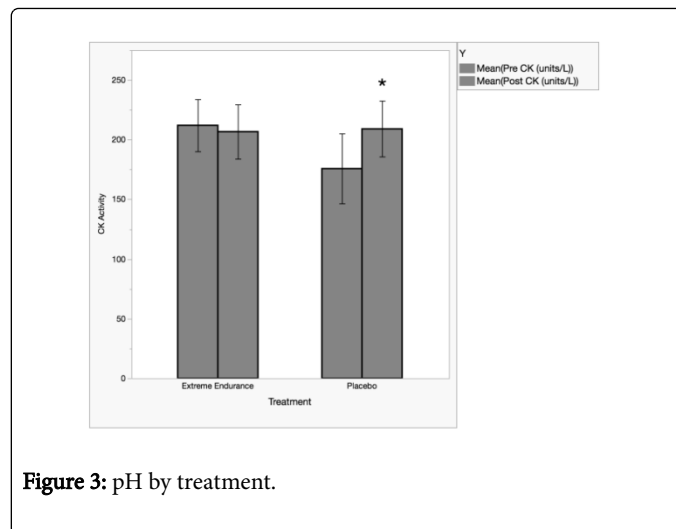 Y
Mean(Pre CK (units/L))
Mean(Post CK (units/L))
*
250
200
150
100
50
0
CK Activity
Extreme Endurance Placebo
Treatment
Figure 3: pH by treatment.